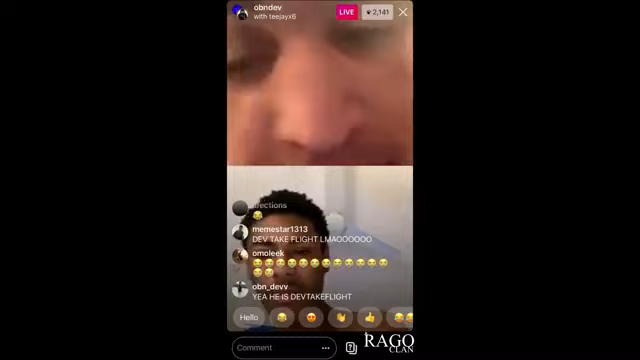 obndev
with teejayx6
LIVE
2,141
memestar1313
DEV TAKE FLIGHT LMAOOOOOO
omoleek
obn_devv
YEA HE IS DEVTAKEFLIGHT
Hello
Comment
RAGO
CLAN